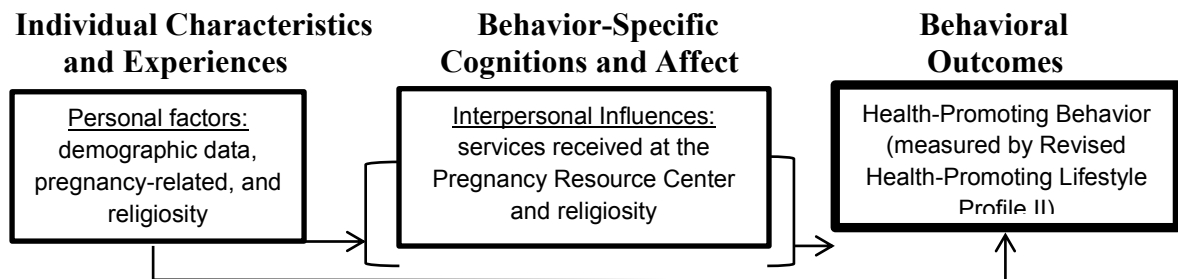 Individual Characteristics
and Experiences
Personal factors:
demographic data,
pregnancy-related, and
religiosity
Behavior-Specific
Cognitions and Affect
Interpersonal Influences:
services received at the
Pregnancy Resource Center
and religiosity
Behavioral
Outcomes
Health-Promoting Behavior
(measured by Revised
Health-Promoting Lifestyle
Profile II)